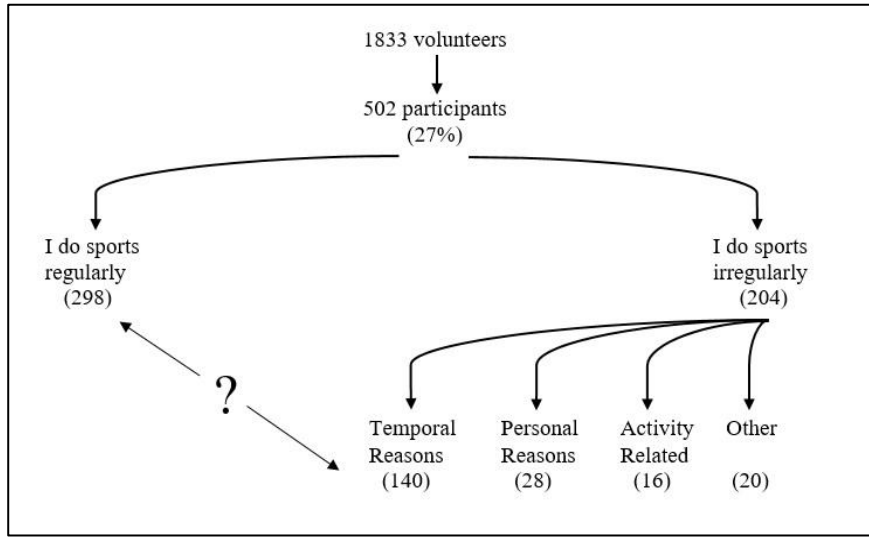 1833 volunteers
502 participants
(27%)
I do sports
regularly
(298)
I do sports
irregularly
(204)
?
Temporal
Reasons
(140)
Personal
Reasons
(28)
Activity
Related
(16)
Other
(20)